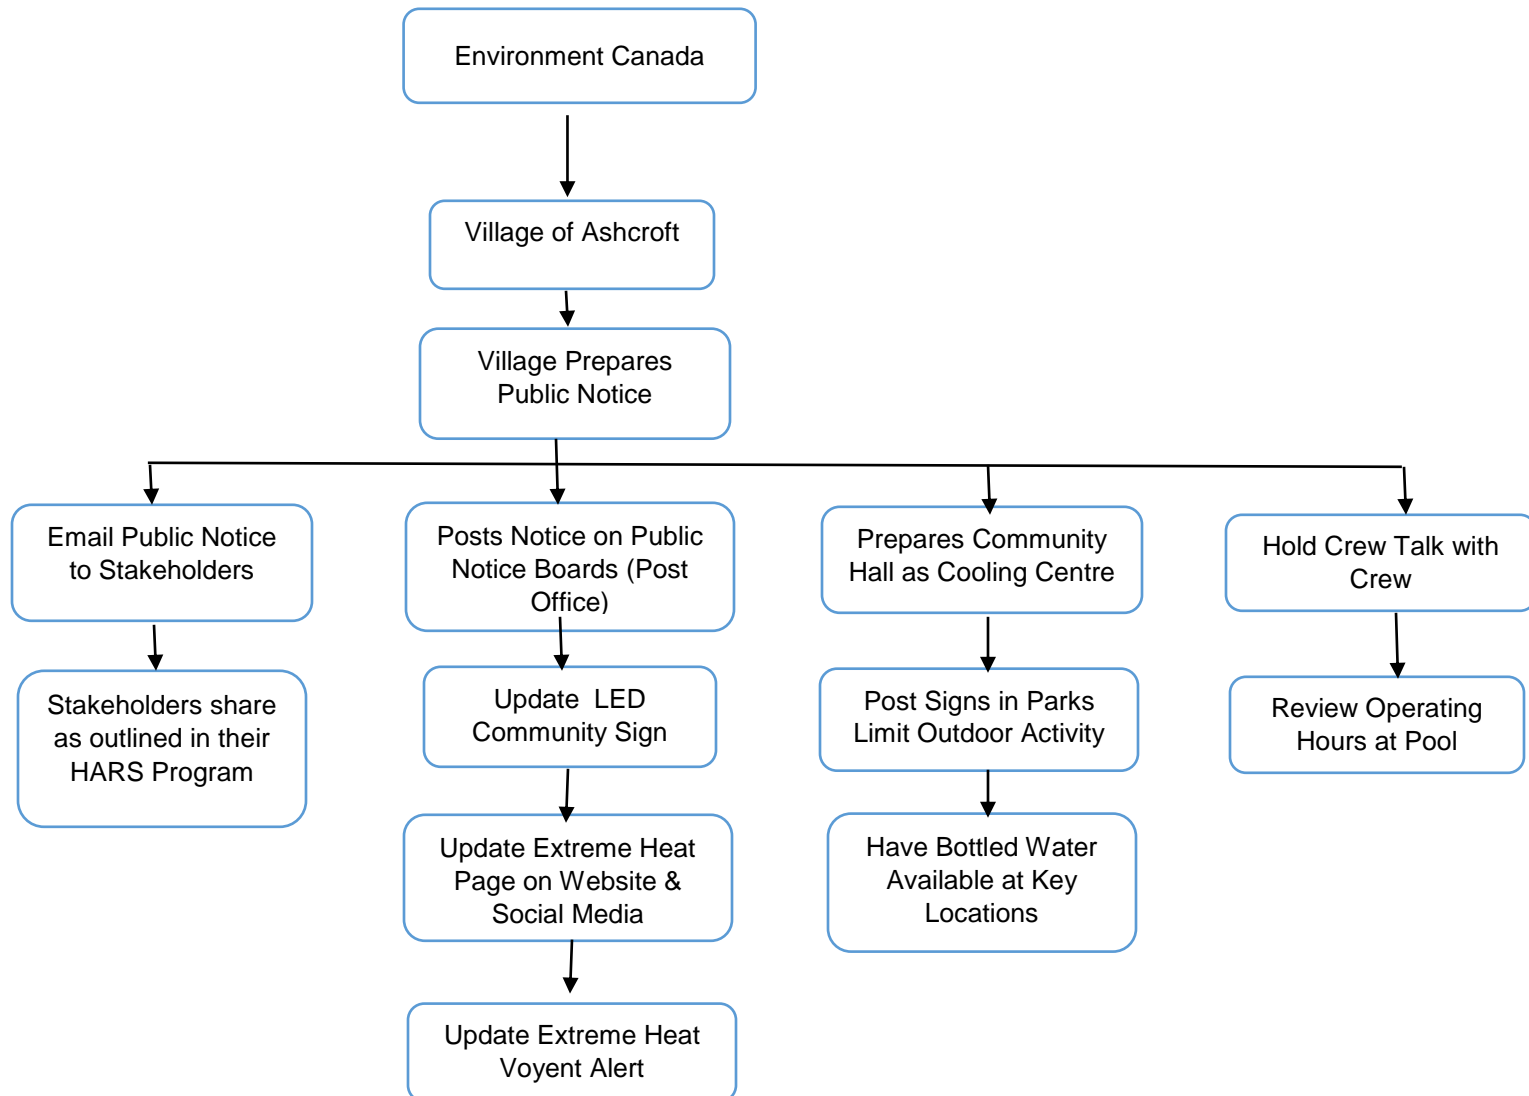 Environment Canada
Village of Ashcroft
Village Prepares
Public Notice
Email Public Notice
to Stakeholders
Stakeholders share
as outlined in their
HARS Program
Posts Notice on Public
Notice Boards (Post
Office)
Update LED
Community Sign
Update Extreme Heat
Page on Website &
Social Media
Update Extreme Heat
Voyent Alert
Prepares Community
Hall as Cooling Centre
Post Signs in Parks
Limit Outdoor Activity
Have Bottled Water
Available at Key
Locations
Hold Crew Talk with
Crew
Review Operating
Hours at Pool